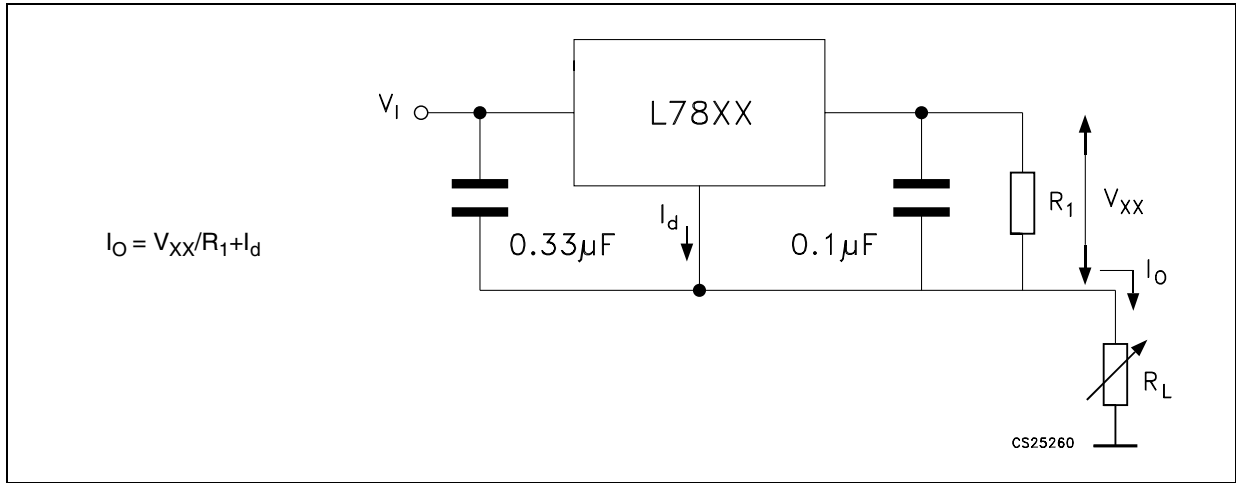 L78XX
V_I
V_XX
R_1
I_d
0.33µF
0.1µF
I_O = V_XX/R_1+I_d
I_O
R_L
CS25260